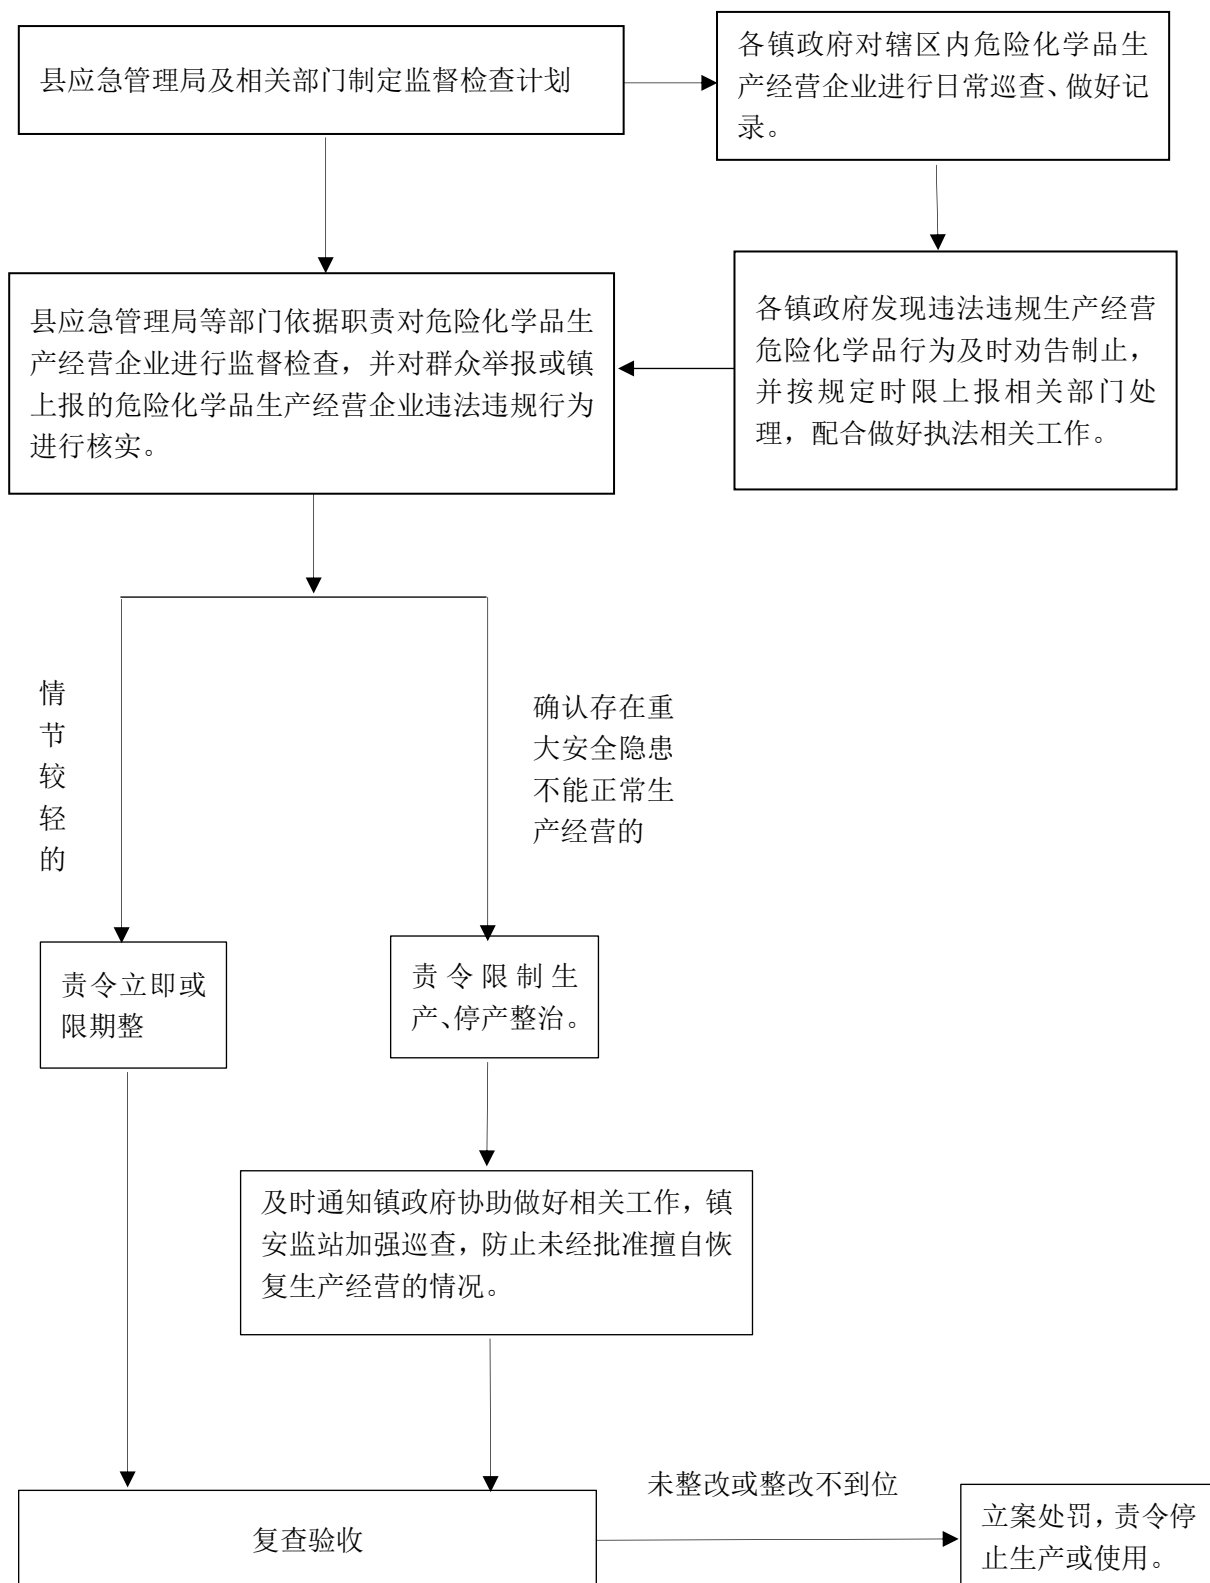 县应急管理局及相关部门制定监督检查计划
各镇政府对辖区内危险化学品生
产经营企业进行日常巡查、做好记
录。
县应急管理局等部门依据职责对危险化学品生
产经营企业进行监督检查，并对群众举报或镇
上报的危险化学品生产经营企业违法违规行为
进行核实。
各镇政府发现违法违规生产经营
危险化学品行为及时劝告制止，
并按规定时限上报相关部门处
理，配合做好执法相关工作。
情
节
较
轻
的
确认存在重
大安全隐患
不能正常生
产经营的
责令立即或
限期整
责令限制生
产、停产整治。
及时通知镇政府协助做好相关工作，镇
安监站加强巡查，防止未经批准擅自恢
复生产经营的情况。
复查验收
未整改或整改不到位
立案处罚，责令停
止生产或使用。